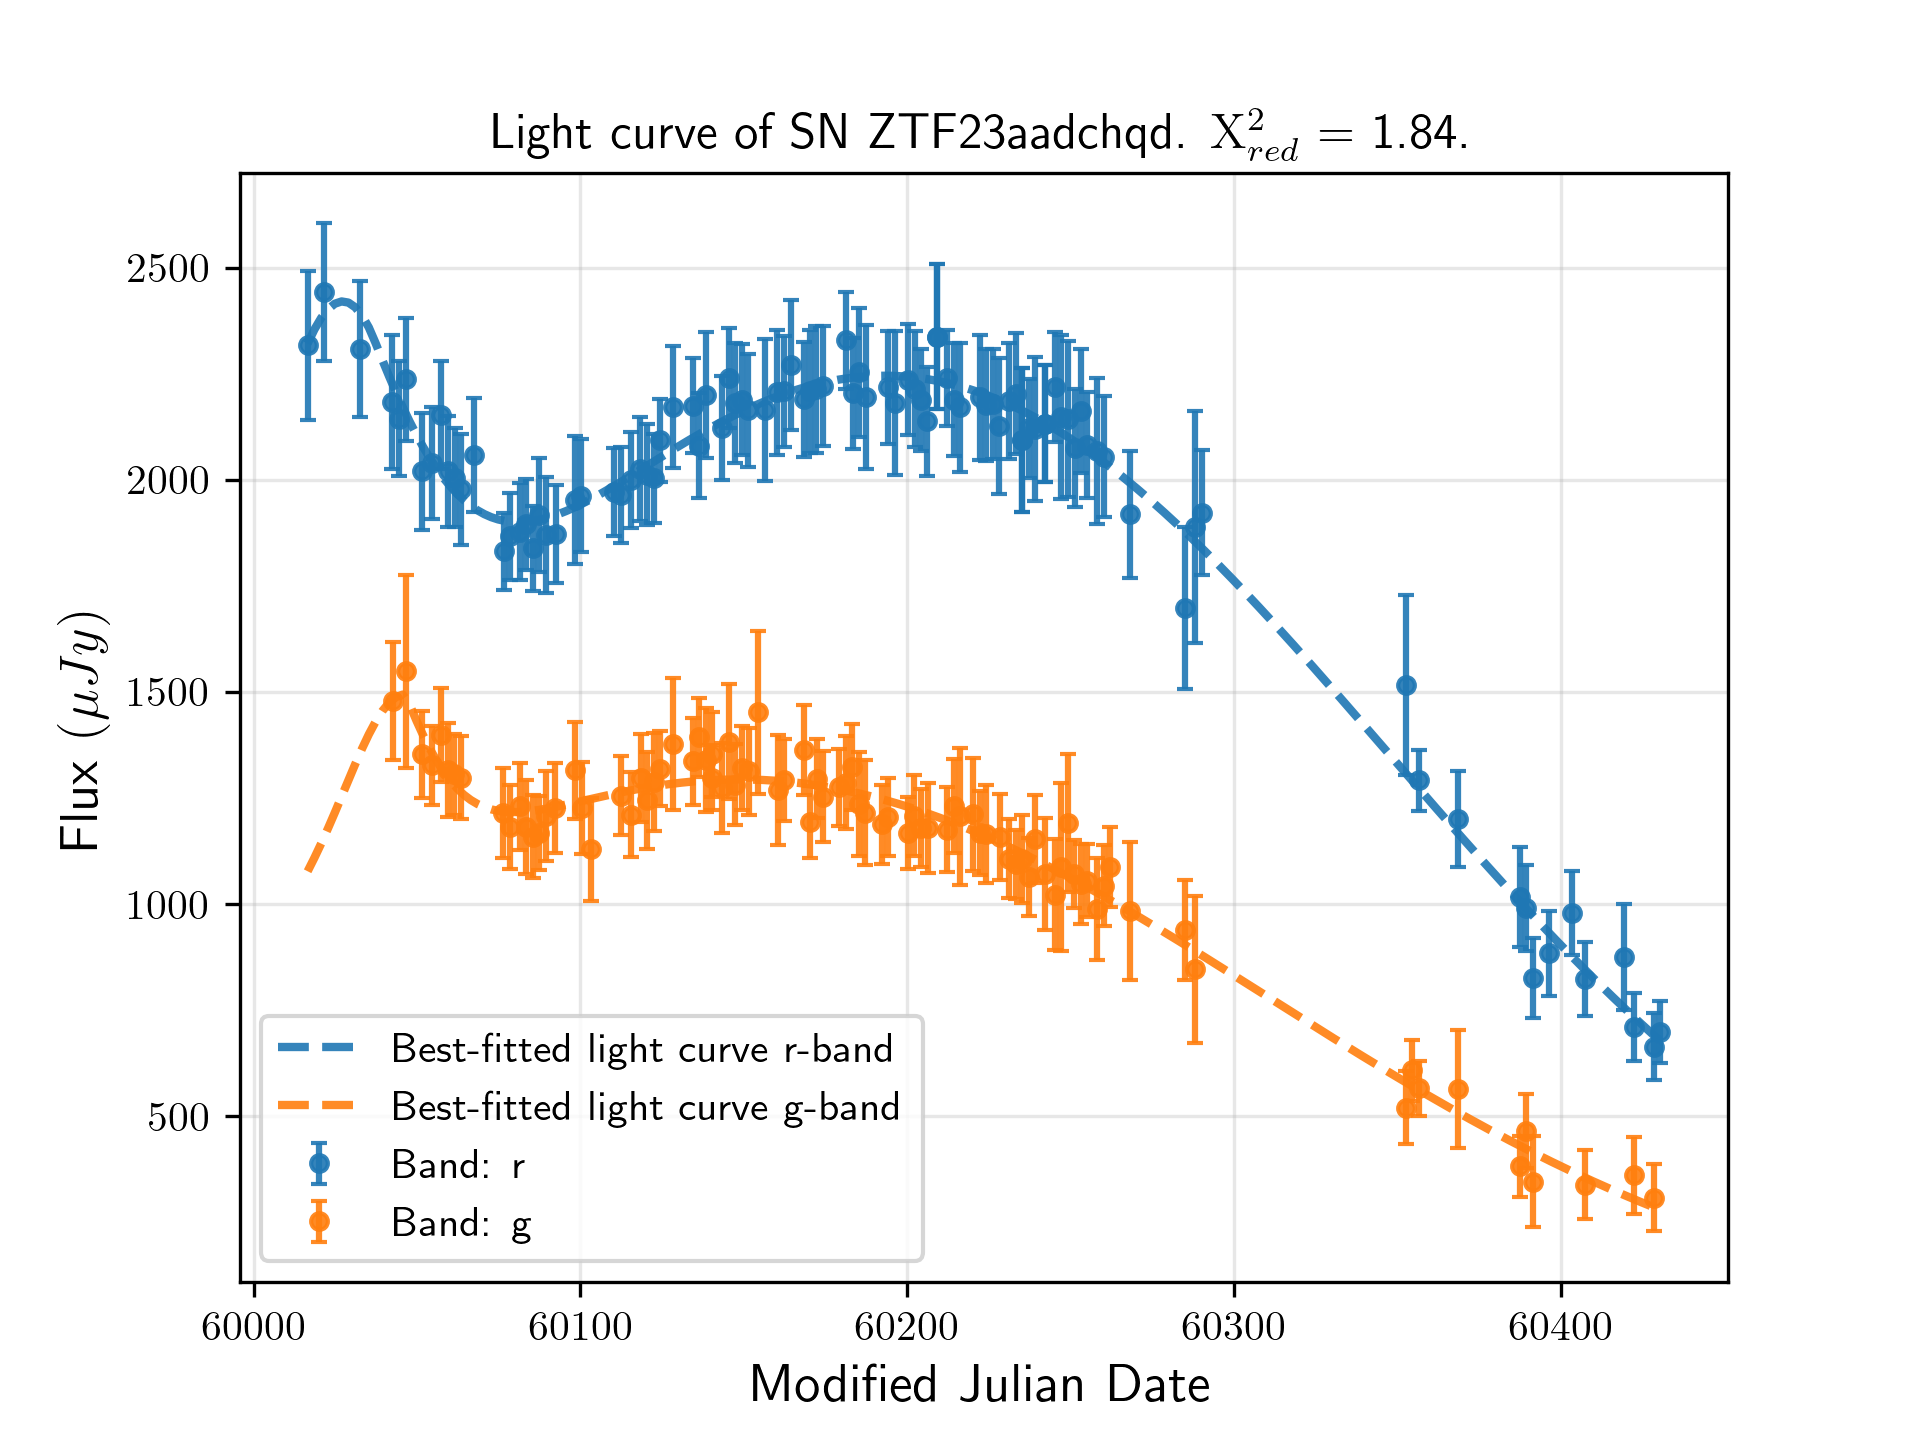 Light curve of SN ZTF23aadchqd. X²_red = 1.84.
2500
2000
1500
1000
500
Flux (μJy)
Best-fitted light curve r-band
Best-fitted light curve g-band
Band: r
Band: g
60000 60100 60200 60300 60400
Modified Julian Date